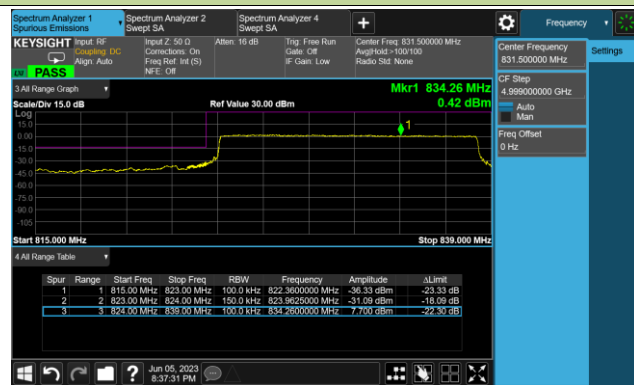 Spectrum Analyzer 1
Spurious Emissions
Spectrum Analyzer 2
Swept SA
Spectrum Analyzer 4
Swept SA
Frequency
KEYSIGHT
Input: RF
Coupling: DC
Align: Auto
Input Z: 50 Ω
Corrections: On
Freq Ref: Int (S)
NFE: Off
Atten: 16 dB
Trig: Free Run
Gate: Off
IF Gain: Low
Center Freq: 831.500000 MHz
Avg|Hold:>100/100
Radio Std: None
PASS
Center Frequency
831.500000 MHz
Settings
CF Step
4.999000000 GHz
Auto
Man
Freq Offset
0 Hz
3 All Range Graph
Mkr1 834.26 MHz
Scale/Div 15.0 dB
Ref Value 30.00 dBm
0.42 dBm
Log
15.0
0.00
-15.0
-30.0
-45.0
-60.0
-75.0
-90.0
-105
1
Start 815.000 MHz
Stop 839.000 MHz
4 All Range Table
Spur Range Start Freq Stop Freq RBW Frequency Amplitude ΔLimit
1 1 815.00 MHz 823.00 MHz 100.0 kHz 822.3600000 MHz -36.33 dBm -23.33 dB
2 2 823.00 MHz 824.00 MHz 150.0 kHz 823.9625000 MHz -31.09 dBm -18.09 dB
3 3 824.00 MHz 839.00 MHz 100.0 kHz 834.2600000 MHz 7.700 dBm -22.30 dB
Jun 05, 2023
8:37:31 PM